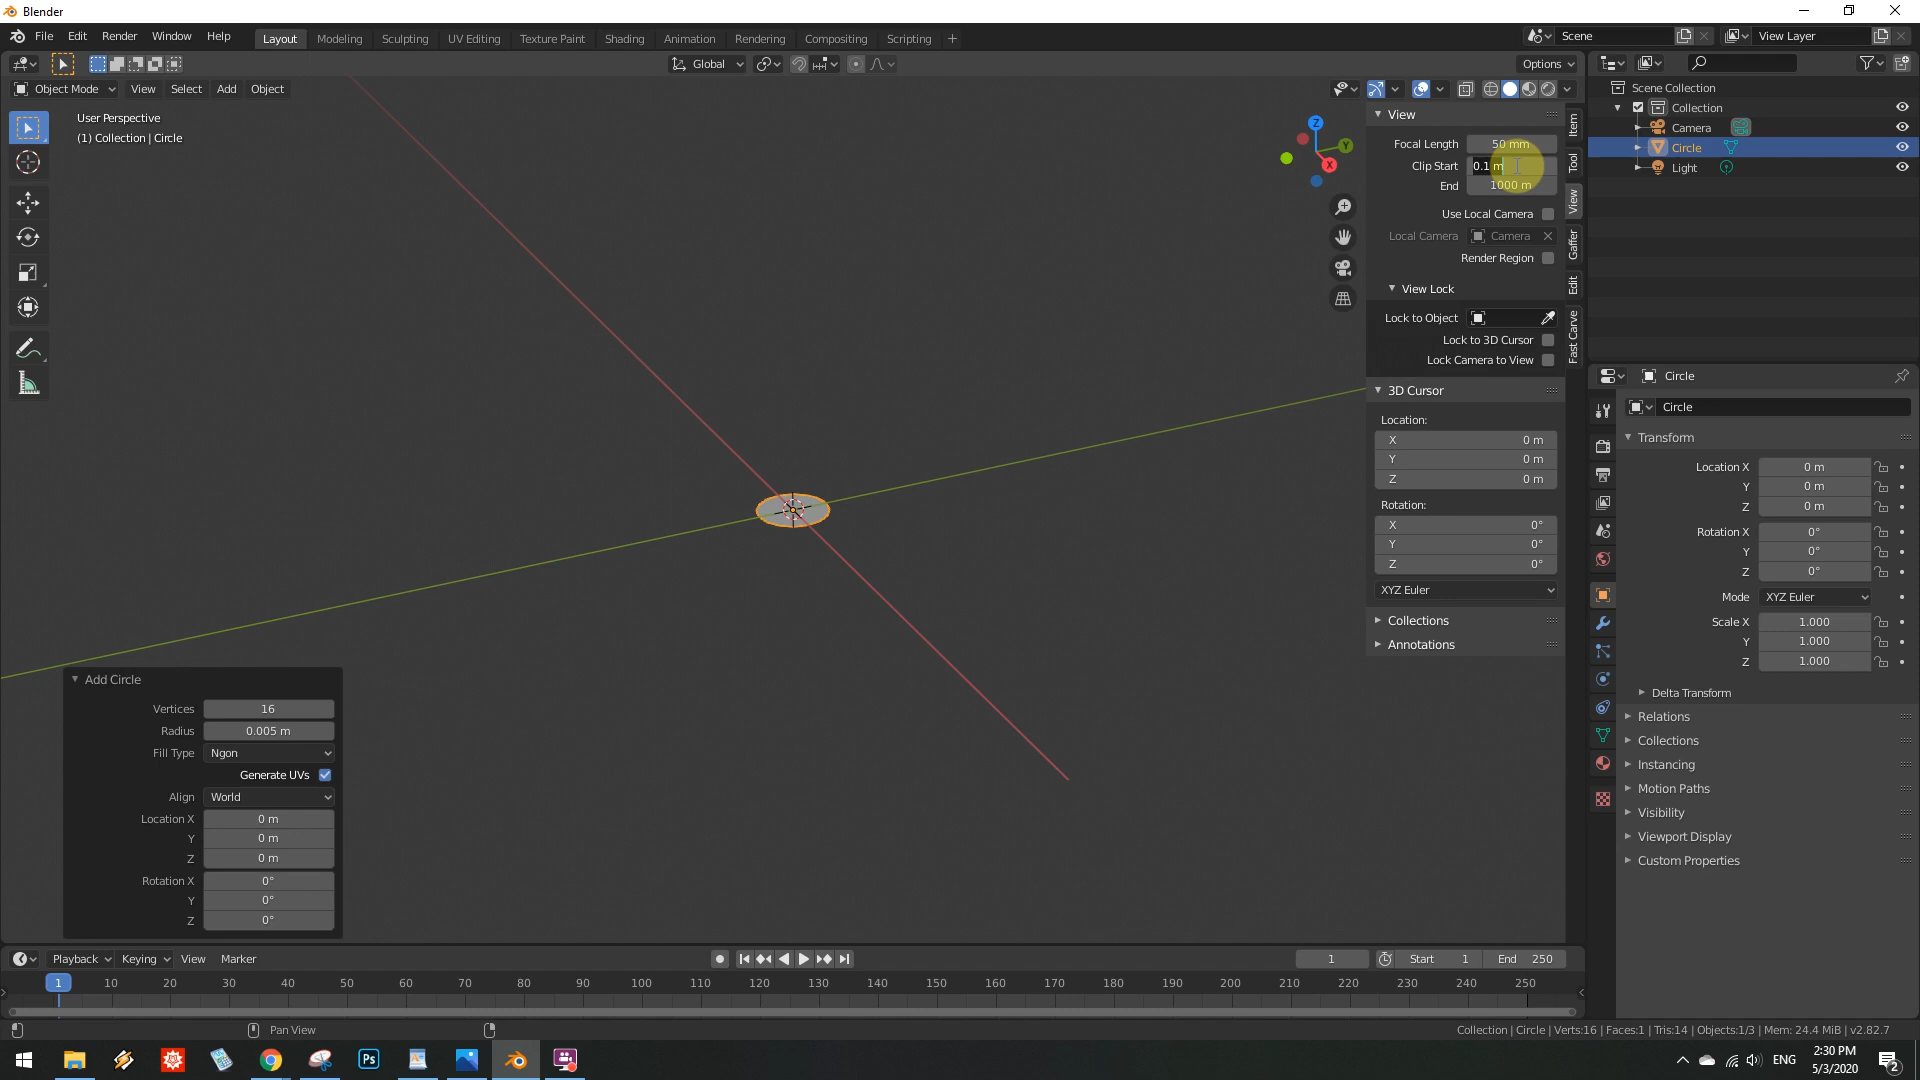 Blender
File Edit Render Window Help
Layout Modeling Sculpting UV Editing Texture Paint Shading Animation Rendering Compositing Scripting +
Scene
View Layer
Global
Options
Object Mode View Select Add Object
User Perspective
(1) Collection | Circle
Z
Y
X
View
Focal Length 50 mm
Clip Start 0.1 m
End 1000 m
Use Local Camera
Local Camera Camera
Render Region
View Lock
Lock to Object
Lock to 3D Cursor
Lock Camera to View
3D Cursor
Location:
X 0 m
Y 0 m
Z 0 m
Rotation:
X 0°
Y 0°
Z 0°
XYZ Euler
Collections
Annotations
Item
Tool
View
Gaffer
Edit
Fast Carve
Scene Collection
Collection
Camera
Circle
Light
Circle
Circle
Transform
Location X 0 m
Y 0 m
Z 0 m
Rotation X 0°
Y 0°
Z 0°
Mode XYZ Euler
Scale X 1.000
Y 1.000
Z 1.000
Delta Transform
Relations
Collections
Instancing
Motion Paths
Visibility
Viewport Display
Custom Properties
Add Circle
Vertices 16
Radius 0.005 m
Fill Type Ngon
Generate UVs
Align World
Location X 0 m
Y 0 m
Z 0 m
Rotation X 0°
Y 0°
Z 0°
Playback Keying View Marker
1 Start 1 End 250
1 10 20 30 40 50 60 70 80 90 100 110 120 130 140 150 160 170 180 190 200 210 220 230 240 250
Pan View
Collection | Circle | Verts:16 | Faces:1 | Tris:14 | Objects:1/3 | Mem: 24.4 MiB | v2.82.7
Ps
ENG
2:30 PM
5/3/2020
2